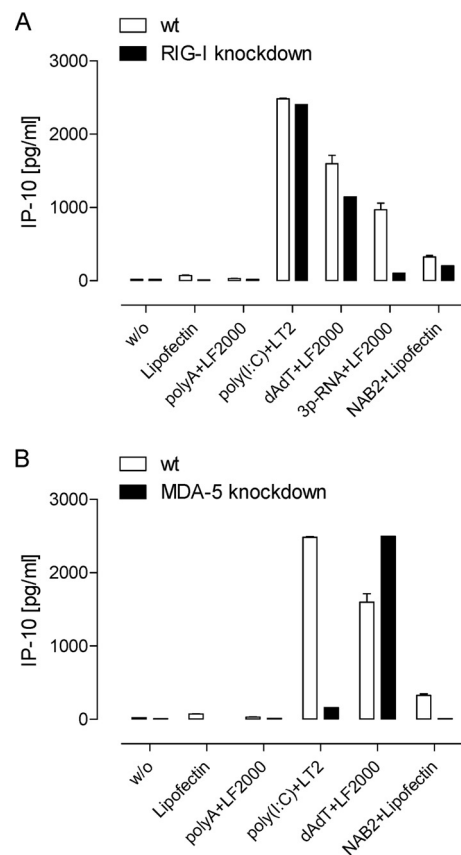 A
wt
RIG-I knockdown
IP-10 [pg/ml]
3000
2000
1000
0
w/o
Lipofectin
polyA+LF2000
poly(I:C)+LT2
dAdT+LF2000
3p-RNA+LF2000
NAB2+Lipofectin
B
wt
MDA-5 knockdown
IP-10 [pg/ml]
3000
2000
1000
0
w/o
Lipofectin
polyA+LF2000
poly(I:C)+LT2
dAdT+LF2000
NAB2+Lipofectin